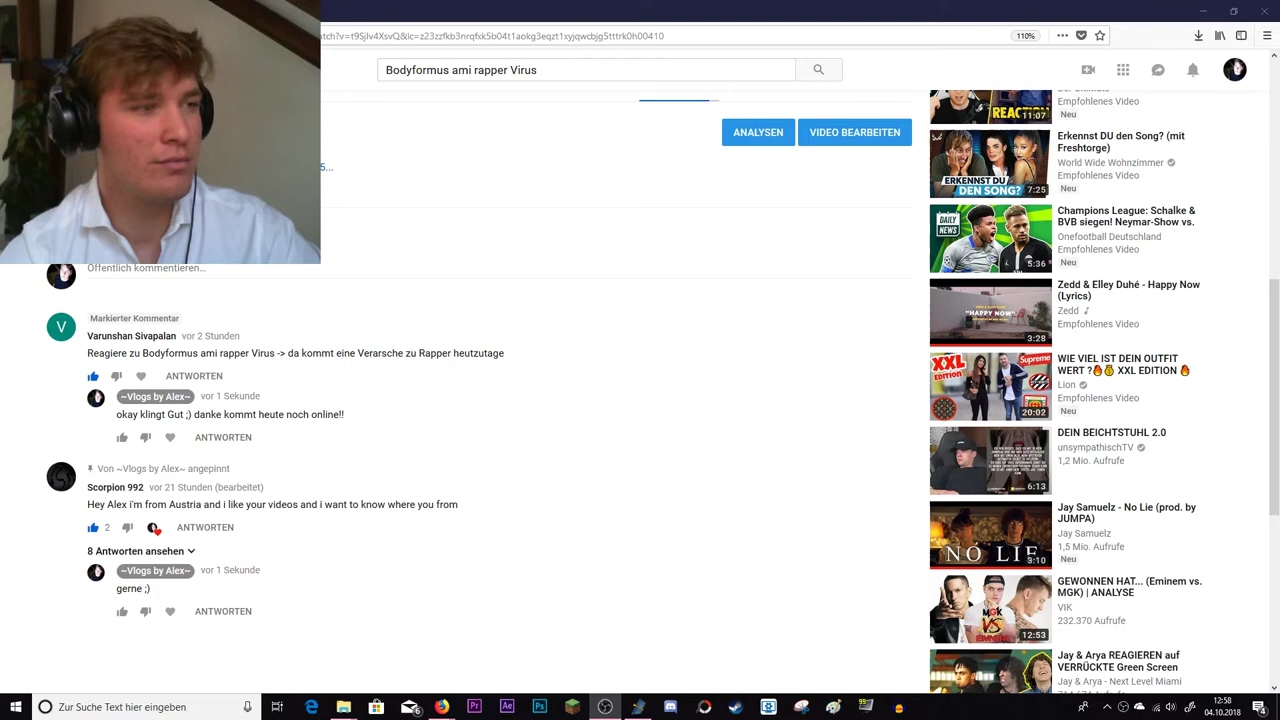 tch?v=t9SjIv4XsvQ&lc=z23zzfkb3nrqfxk5b04t1aokg3eqzt1xyjqwcbjg5tttrk0h00410
110%
Bodyformus ami rapper Virus
ANALYSEN
VIDEO BEARBEITEN
5...
Öffentlich kommentieren...
Markierter Kommentar
V
Varunshan Sivapalan vor 2 Stunden
Reagiere zu Bodyformus ami rapper Virus -> da kommt eine Verarsche zu Rapper heutzutage
ANTWORTEN
~Vlogs by Alex~ vor 1 Sekunde
okay klingt Gut ;) danke kommt heute noch online!!
ANTWORTEN
Von ~Vlogs by Alex~ angepinnt
Scorpion 992 vor 21 Stunden (bearbeitet)
Hey Alex i'm from Austria and i like your videos and i want to know where you from
2 ANTWORTEN
8 Antworten ansehen
~Vlogs by Alex~ vor 1 Sekunde
gerne ;)
ANTWORTEN
REACTION
11:07
Empfohlenes Video
Neu
ERKENNST DU
DEN SONG?
7:25
Erkennst DU den Song? (mit
Freshtorge)
World Wide Wohnzimmer
Empfohlenes Video
Neu
DAILY
NEWS
5:36
Champions League: Schalke &
BVB siegen! Neymar-Show vs.
Onefootball Deutschland
Empfohlenes Video
Neu
"HAPPY NOW"
3:28
Zedd & Elley Duhé - Happy Now
(Lyrics)
Zedd
Empfohlenes Video
XXL
EDITION
Supreme
20:02
WIE VIEL IST DEIN OUTFIT
WERT ?🔥💰 XXL EDITION 🔥
Lion
Empfohlenes Video
Neu
6:13
DEIN BEICHTSTUHL 2.0
unsympathischTV
1,2 Mio. Aufrufe
NO LIE
3:10
Jay Samuelz - No Lie (prod. by
JUMPA)
Jay Samuelz
1,5 Mio. Aufrufe
Neu
MGK
VS
EMINEM
12:53
GEWONNEN HAT... (Eminem vs.
MGK) | ANALYSE
VIK
232.370 Aufrufe
Jay & Arya REAGIEREN auf
VERRÜCKTE Green Screen
Jay & Arya - Next Level Miami
Zur Suche Text hier eingeben
12:58
04.10.2018